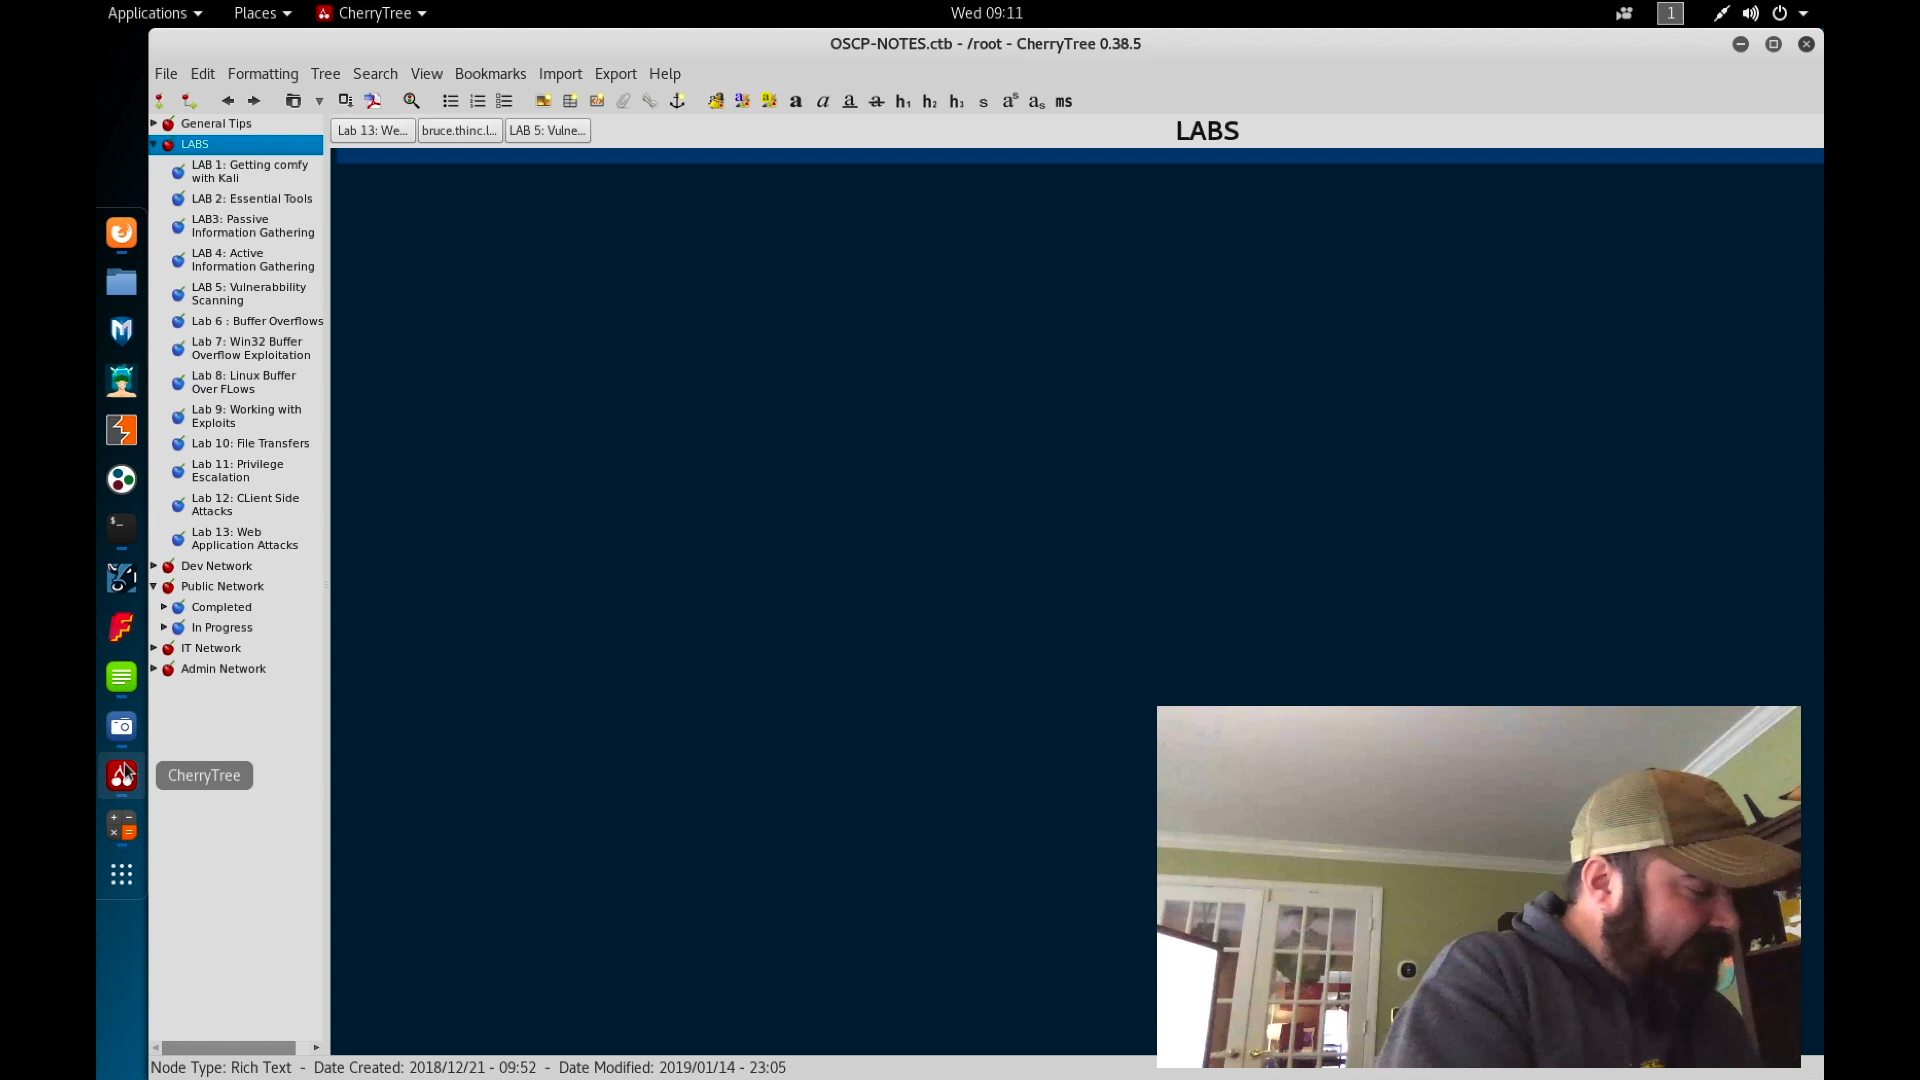 Applications Places CherryTree Wed 09:11 1
OSCP-NOTES.ctb - /root - CherryTree 0.38.5
File Edit Formatting Tree Search View Bookmarks Import Export Help
a a a a h1 h2 h3 s as as ms
General Tips
Lab 13: We... bruce.thinc.l... LAB 5: Vulne... LABS
LABS
LAB 1: Getting comfy
with Kali
LAB 2: Essential Tools
LAB3: Passive
Information Gathering
LAB 4: Active
Information Gathering
LAB 5: Vulnerabbility
Scanning
Lab 6 : Buffer Overflows
Lab 7: Win32 Buffer
Overflow Exploitation
Lab 8: Linux Buffer
Over FLows
Lab 9: Working with
Exploits
Lab 10: File Transfers
Lab 11: Privilege
Escalation
Lab 12: CLient Side
Attacks
Lab 13: Web
Application Attacks
Dev Network
Public Network
Completed
In Progress
IT Network
Admin Network
CherryTree
Node Type: Rich Text - Date Created: 2018/12/21 - 09:52 - Date Modified: 2019/01/14 - 23:05